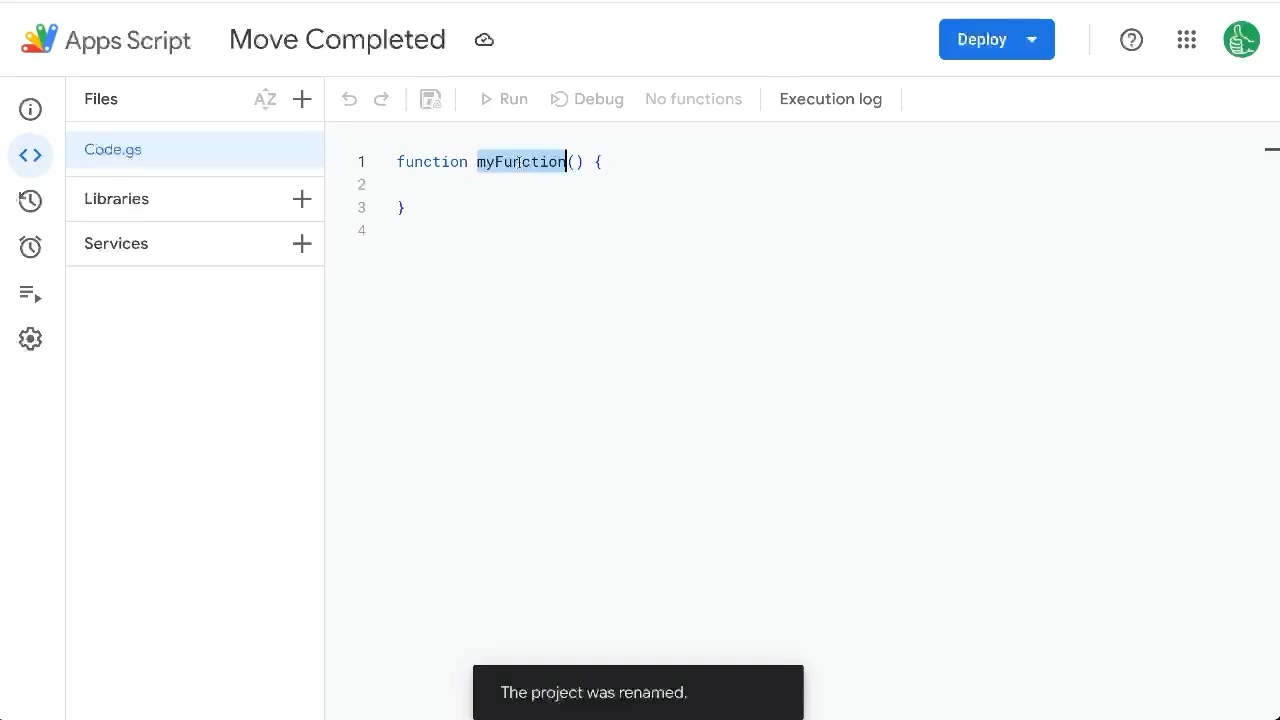 Apps Script
Move Completed
Deploy
Files
AZ
Run
Debug
No functions
Execution log
Code.gs
Libraries
Services
1 function myFunction() {
2
3 }
4
The project was renamed.